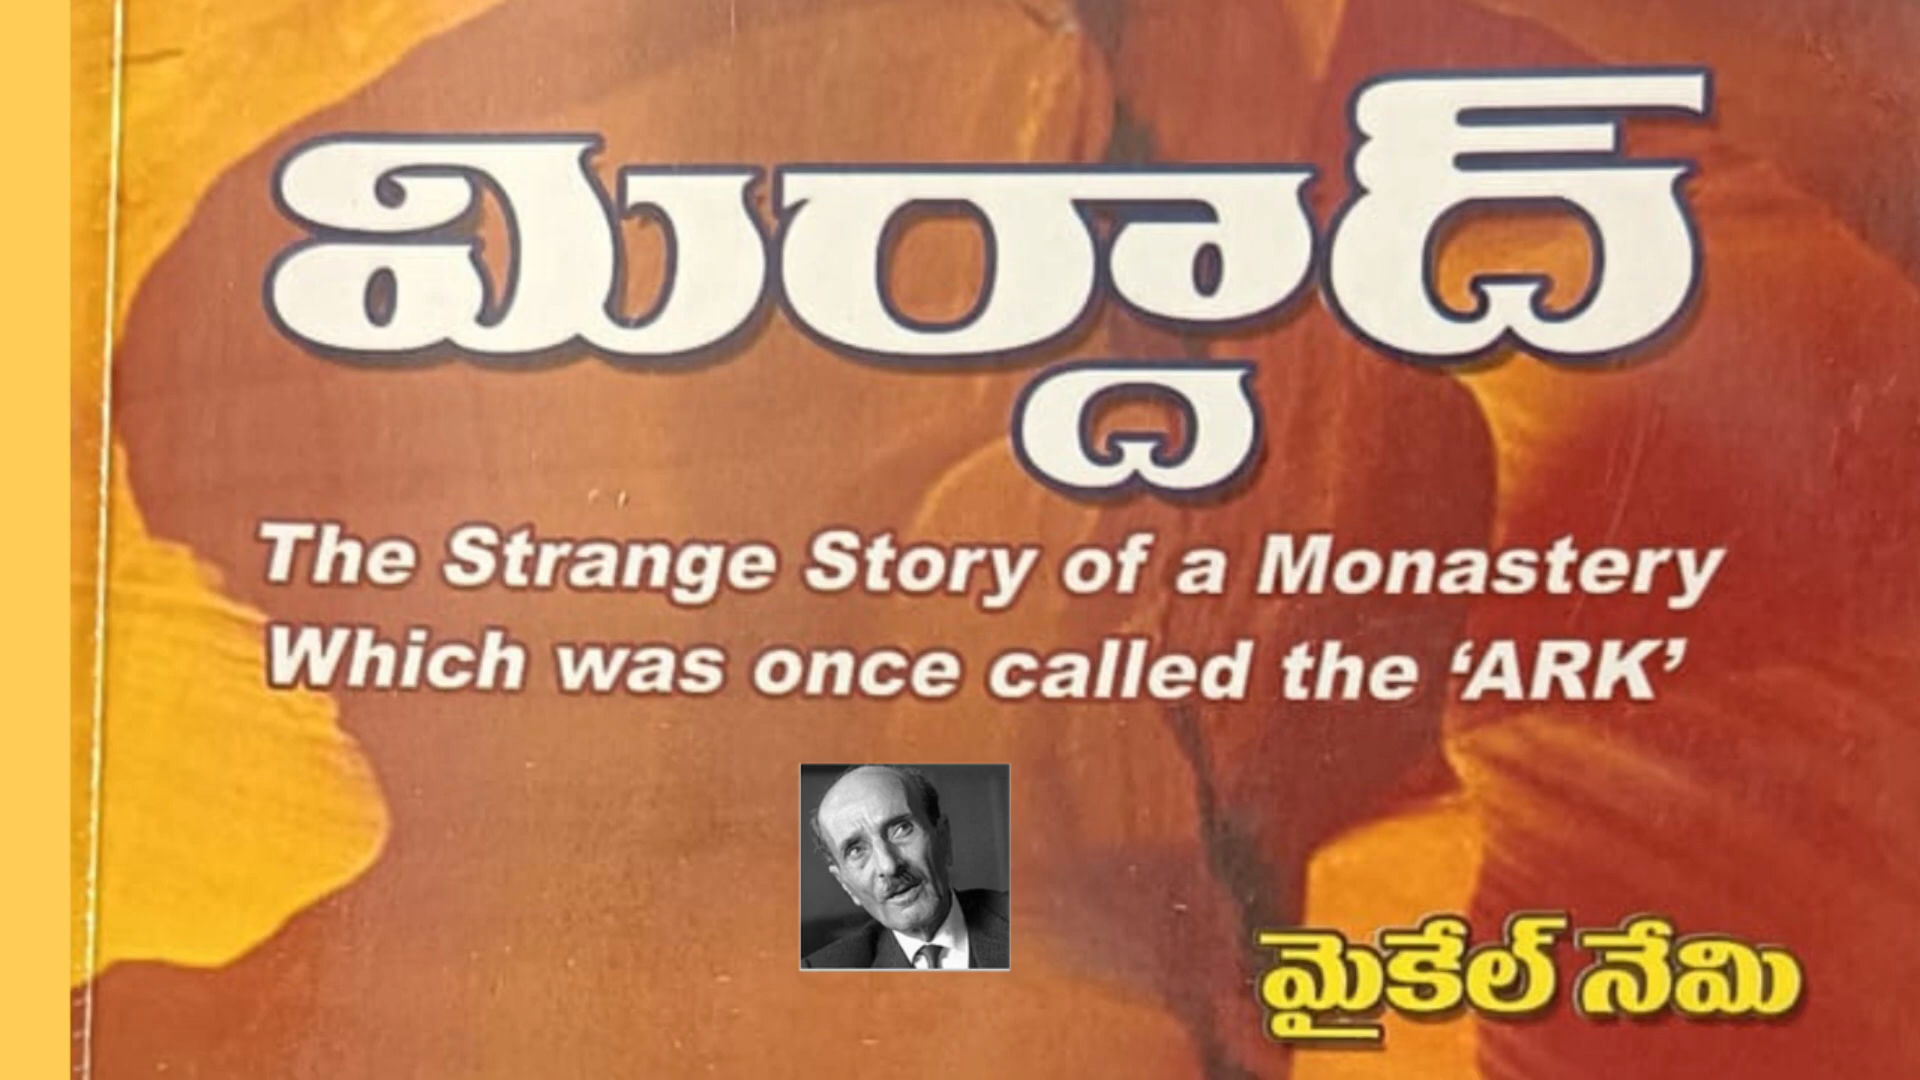 మిర్దాద్
The Strange Story of a Monastery
Which was once called the ‘ARK’
మైకేల్ నేమి